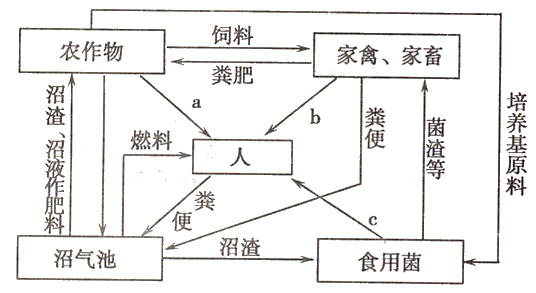 农作物
饲料
粪肥
家禽、家畜
a
b
沼渣、沼液作肥料
燃料
人
粪便
粪便
菌渣等
培养基原料
c
沼气池
沼渣
食用菌